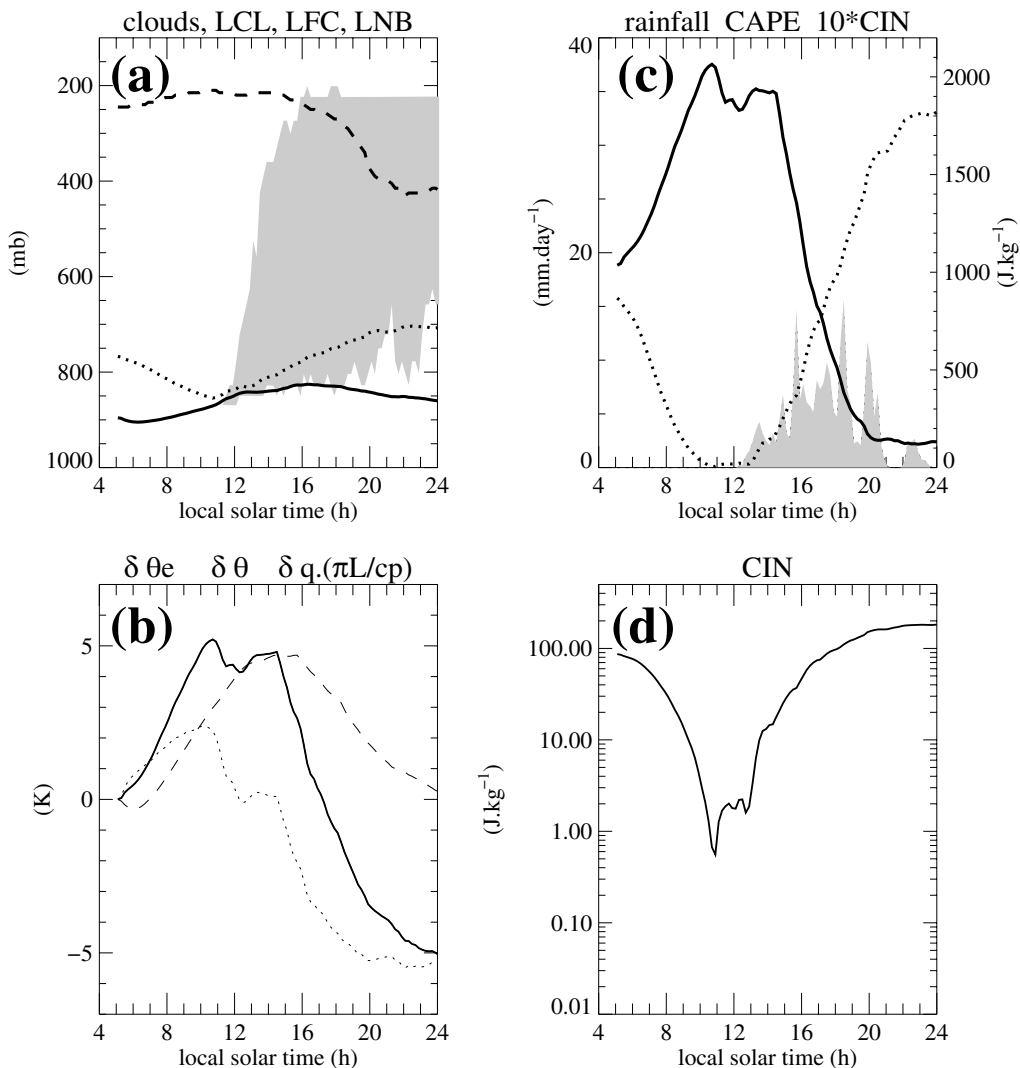 clouds, LCL, LFC, LNB
(a)
200
400
600
800
1000
(mb)
4 8 12 16 20 24
local solar time (h)
rainfall CAPE 10*CIN
(c)
40
20
0
(mm.day⁻¹)
2000
1500
1000
500
0
(J.kg⁻¹)
4 8 12 16 20 24
local solar time (h)
δ θe δ θ δ q.(πL/cp)
(b)
5
0
−5
(K)
4 8 12 16 20 24
local solar time (h)
CIN
(d)
100.00
10.00
1.00
0.10
0.01
(J.kg⁻¹)
4 8 12 16 20 24
local solar time (h)